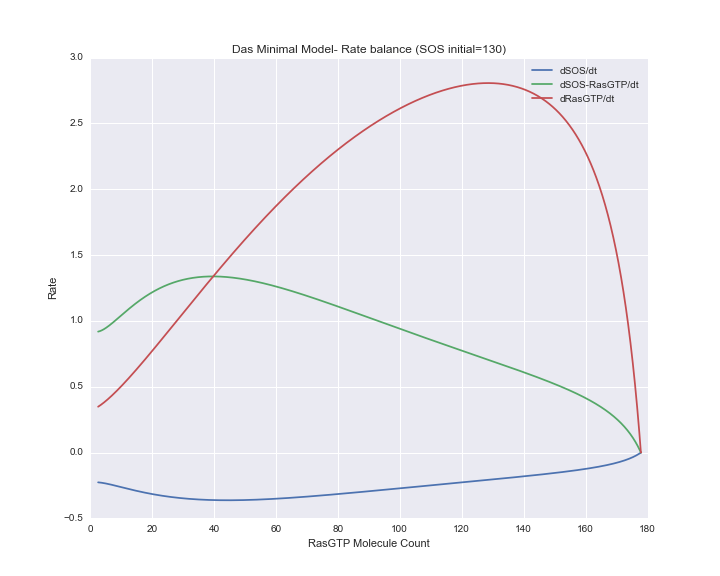 Das Minimal Model- Rate balance (SOS initial=130)
3.0
2.5
2.0
1.5
1.0
0.5
0.0
−0.5
Rate
dSOS/dt
dSOS-RasGTP/dt
dRasGTP/dt
0 20 40 60 80 100 120 140 160 180
RasGTP Molecule Count